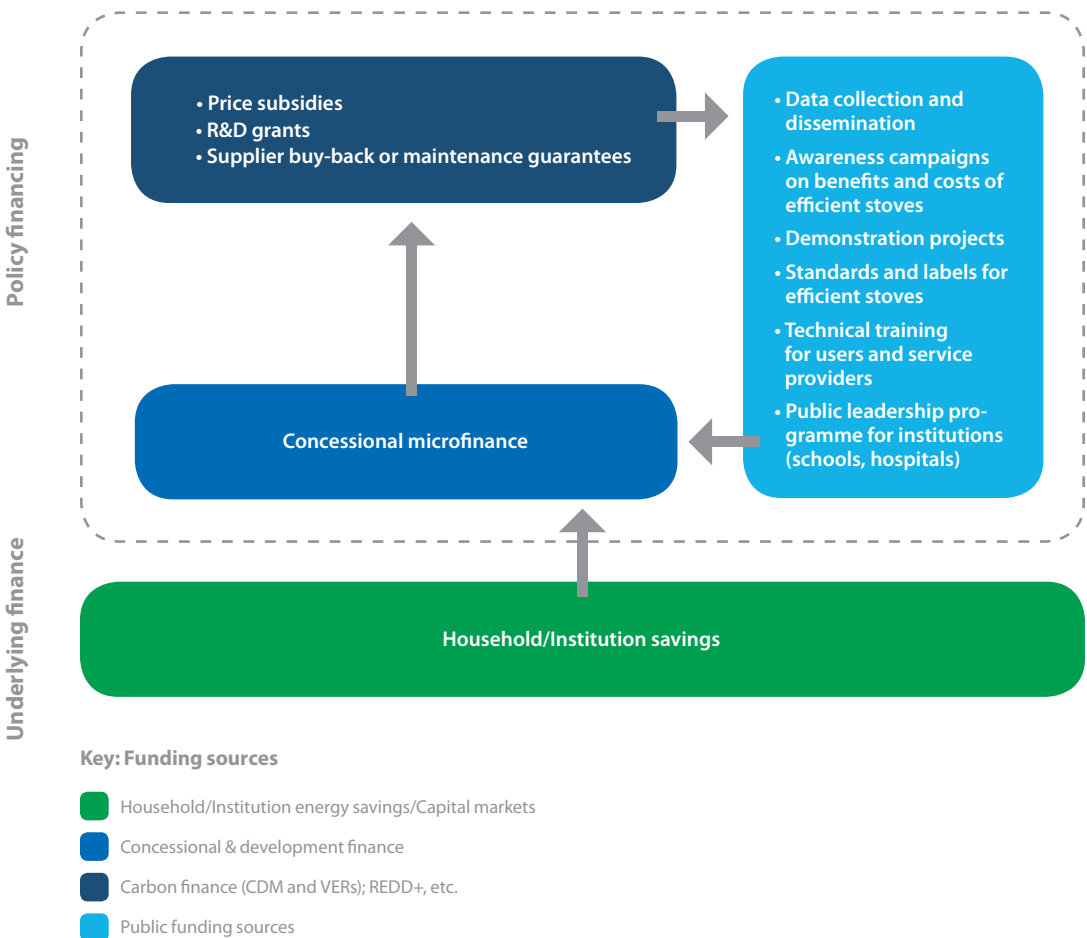 Policy financing
• Price subsidies
• R&D grants
• Supplier buy-back or maintenance guarantees
• Data collection and
dissemination
• Awareness campaigns
on benefits and costs of
efficient stoves
• Demonstration projects
• Standards and labels for
efficient stoves
• Technical training
for users and service
providers
• Public leadership pro-
gramme for institutions
(schools, hospitals)
Concessional microfinance
Underlying finance
Household/Institution savings
Key: Funding sources
Household/Institution energy savings/Capital markets
Concessional & development finance
Carbon finance (CDM and VERs); REDD+, etc.
Public funding sources